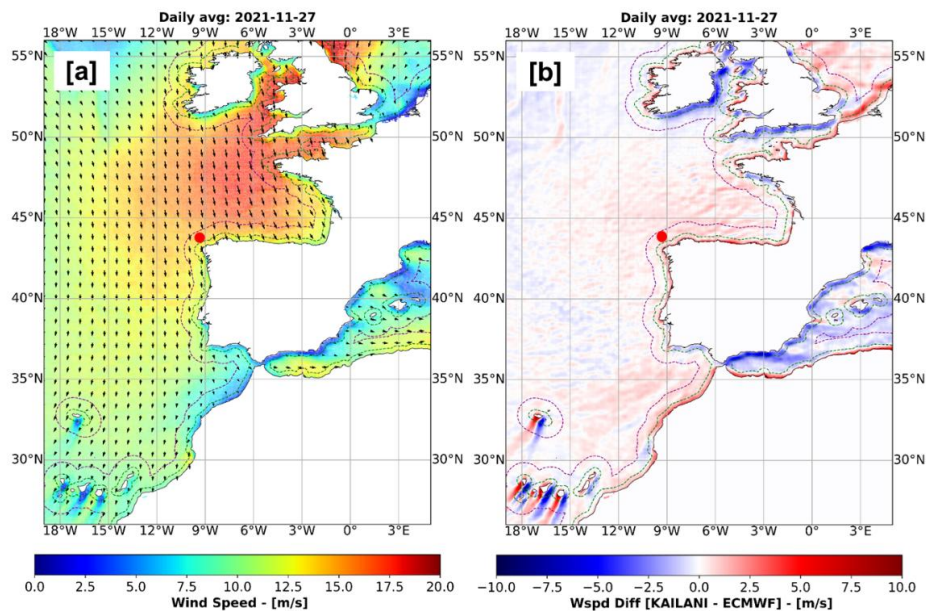 Daily avg: 2021-11-27
18°W 15°W 12°W 9°W 6°W 3°W 0° 3°E
[a]
55°N 55°N
50°N 50°N
45°N 45°N
40°N 40°N
35°N 35°N
30°N 30°N
18°W 15°W 12°W 9°W 6°W 3°W 0° 3°E
0.0 2.5 5.0 7.5 10.0 12.5 15.0 17.5 20.0
Wind Speed - [m/s]
Daily avg: 2021-11-27
18°W 15°W 12°W 9°W 6°W 3°W 0° 3°E
[b]
55°N 55°N
50°N 50°N
45°N 45°N
40°N 40°N
35°N 35°N
30°N 30°N
18°W 15°W 12°W 9°W 6°W 3°W 0° 3°E
−10.0 −7.5 −5.0 −2.5 0.0 2.5 5.0 7.5 10.0
Wspd Diff [KAILANI - ECMWF] - [m/s]